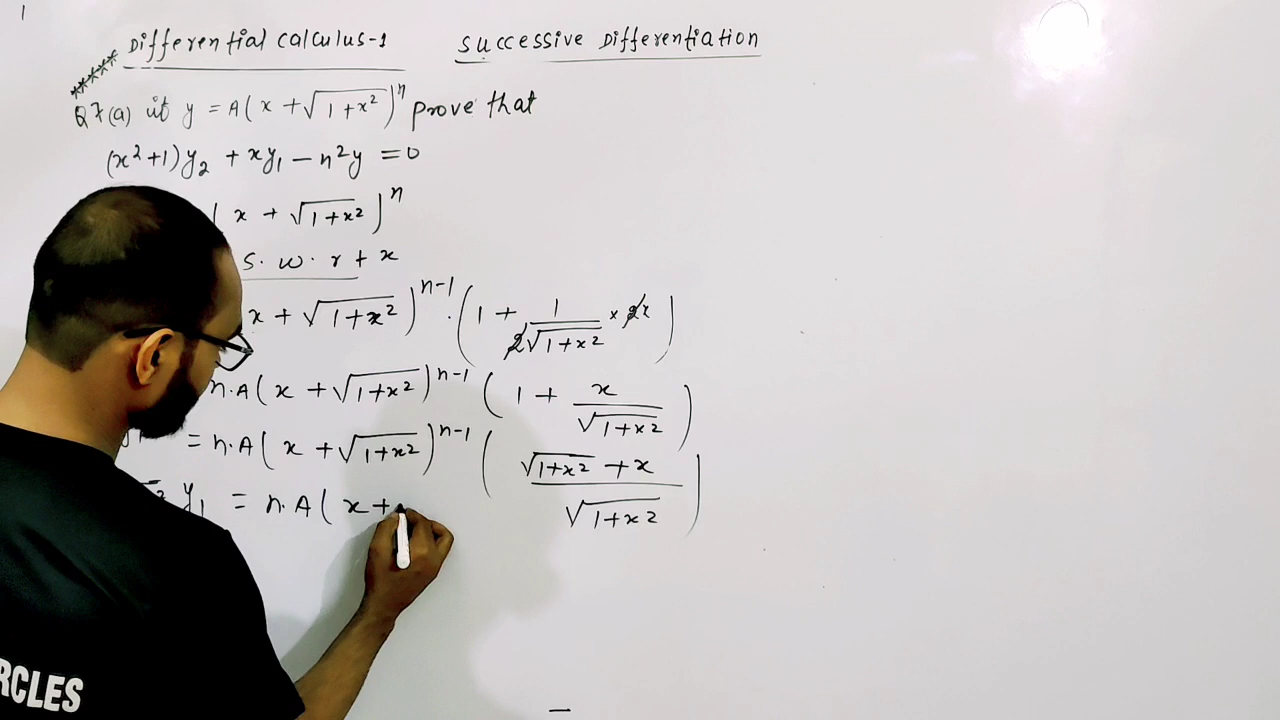 Differential Calculus-1 Successive Differentiation
***** Q7(a) if y = A(x + √1+x²)ⁿ prove that
(x²+1)y₂ + xy₁ − n²y = 0
( x + √1+x² )ⁿ
s. w. r t x
x + √1+x² )ⁿ⁻¹ · ( 1 + 1/2√1+x² × 2x )
n.A( x + √1+x² )ⁿ⁻¹ ( 1 + x/√1+x² )
= n.A( x + √1+x² )ⁿ⁻¹ ( √1+x² + x / √1+x² )
y₁ = n.A( x +
RCLES